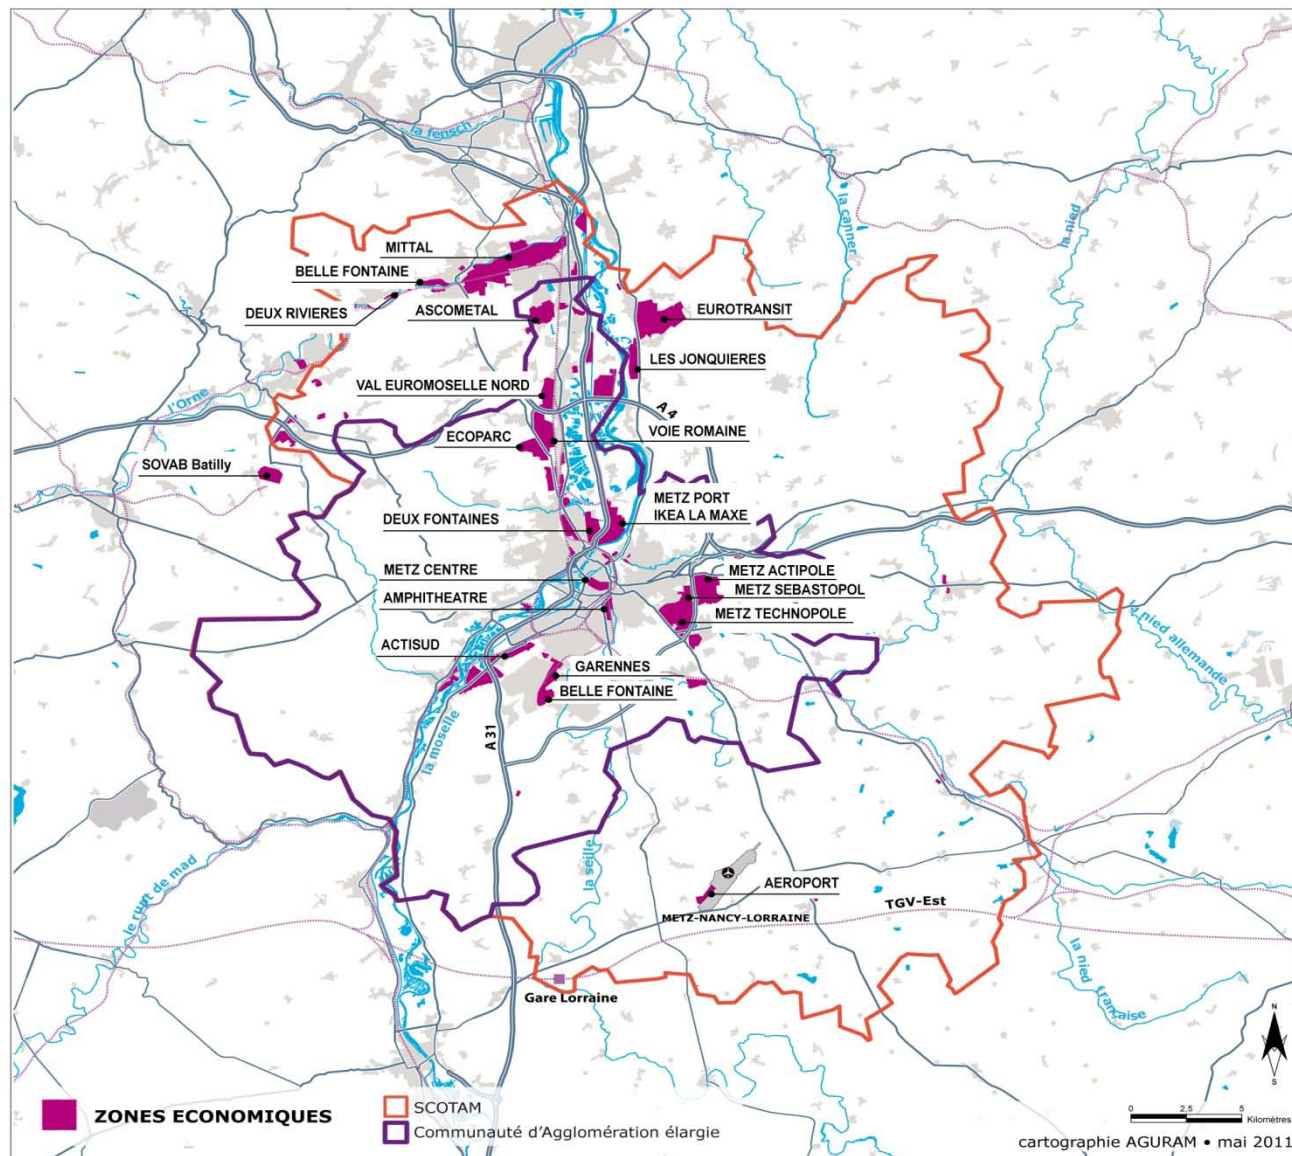 la fensch
la canner
la nied
MITTAL
BELLE FONTAINE
DEUX RIVIERES
ASCOMETAL
EUROTRANSIT
LES JONQUIERES
VAL EUROMOSELLE NORD
A 4
l'Orne
ECOPARC
VOIE ROMAINE
SOVAB Batilly
METZ PORT
IKEA LA MAXE
DEUX FONTAINES
METZ CENTRE
METZ ACTIPOLE
METZ SEBASTOPOL
AMPHITHEATRE
METZ TECHNOPOLE
la nied allemande
ACTISUD
GARENNES
BELLE FONTAINE
la moselle
A 31
le rupt de mad
la seille
AEROPORT
METZ-NANCY-LORRAINE
TGV-Est
la nied française
Gare Lorraine
N
S
ZONES ECONOMIQUES
SCOTAM
Communauté d'Agglomération élargie
0 2,5 5
Kilomètres
cartographie AGURAM • mai 2011